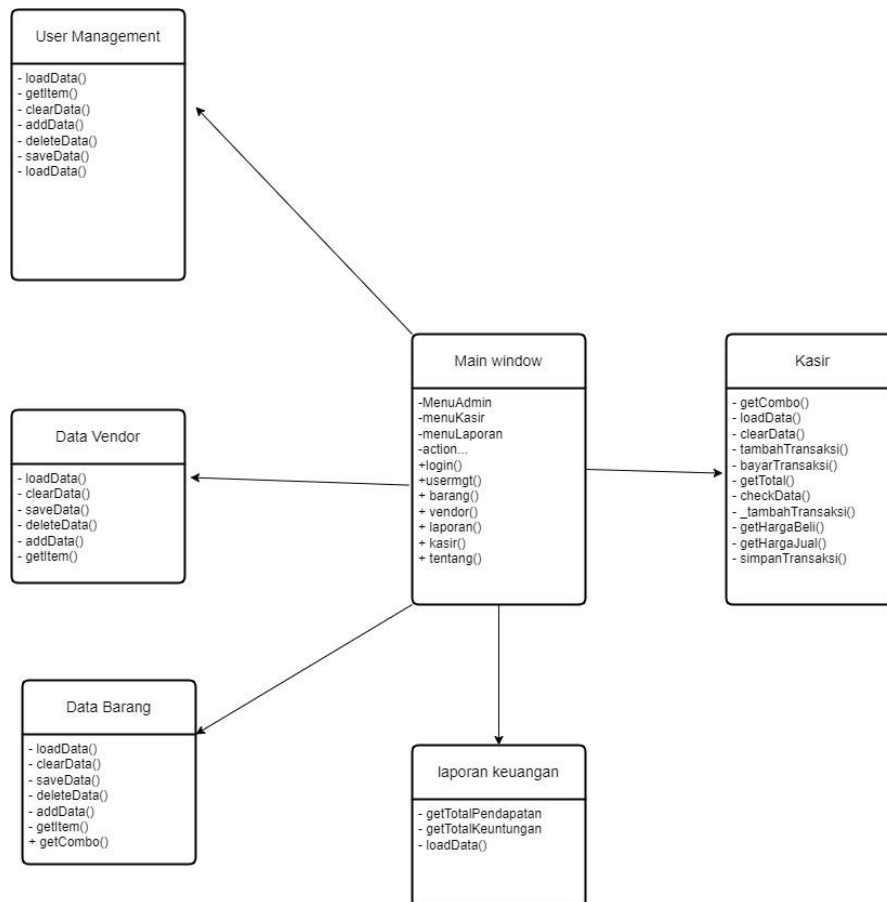 User Management
- loadData()
- getItem()
- clearData()
- addData()
- deleteData()
- saveData()
- loadData()
Main window
-MenuAdmin
-menuKasir
-menuLaporan
-action...
+login()
+usermgt()
+ barang()
+ vendor()
+ laporan()
+ kasir()
+ tentang()
Kasir
- getCombo()
- loadData()
- clearData()
- tambahTransaksi()
- bayarTransaksi()
- getTotal()
- checkData()
- _tambahTransaksi()
- getHargaBeli()
- getHargaJual()
- simpanTransaksi()
Data Vendor
- loadData()
- clearData()
- saveData()
- deleteData()
- addData()
- getItem()
Data Barang
- loadData()
- clearData()
- saveData()
- deleteData()
- addData()
- getItem()
+ getCombo()
laporan keuangan
- getTotalPendapatan
- getTotalKeuntungan
- loadData()